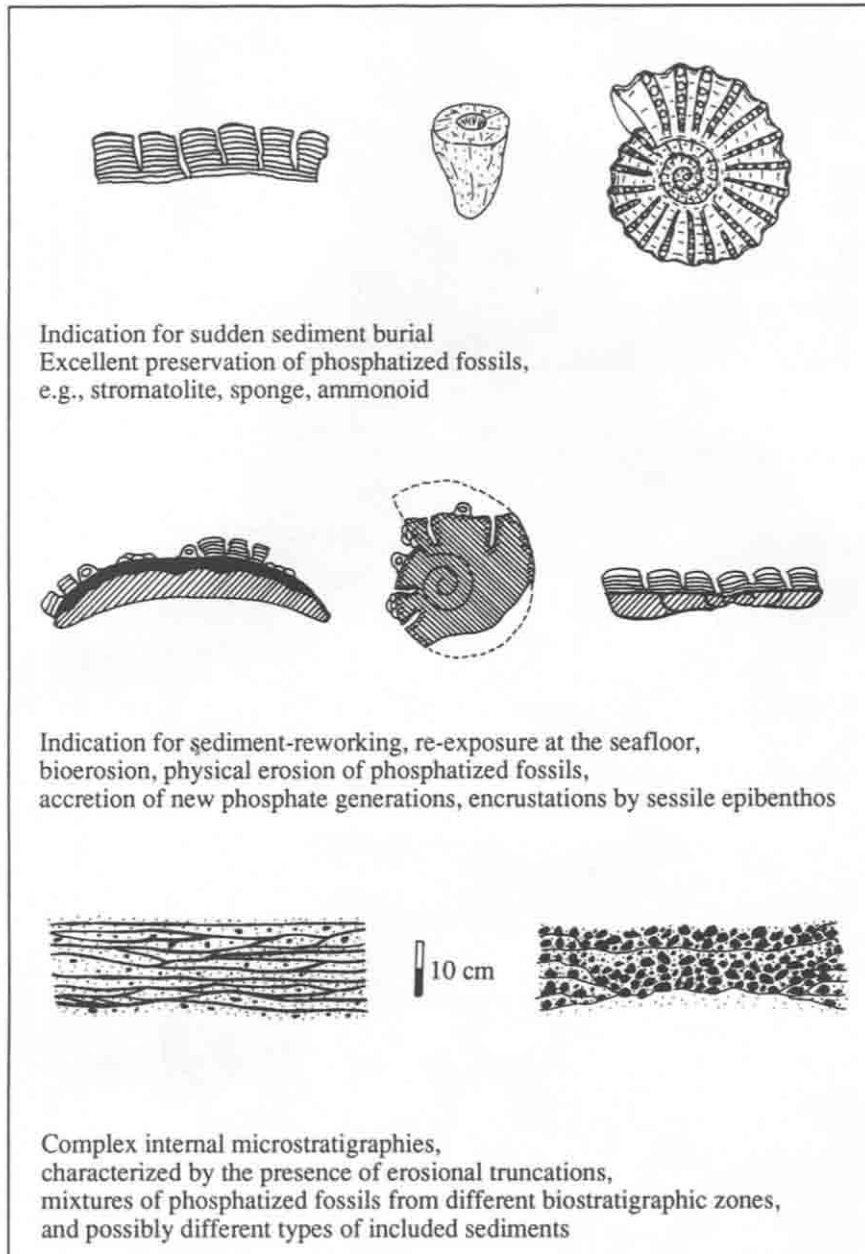 Indication for sudden sediment burial
Excellent preservation of phosphatized fossils,
e.g., stromatolite, sponge, ammonoid
Indication for sediment-reworking, re-exposure at the seafloor,
bioerosion, physical erosion of phosphatized fossils,
accretion of new phosphate generations, encrustations by sessile epibenthos
10 cm
Complex internal microstratigraphies,
characterized by the presence of erosional truncations,
mixtures of phosphatized fossils from different biostratigraphic zones,
and possibly different types of included sediments